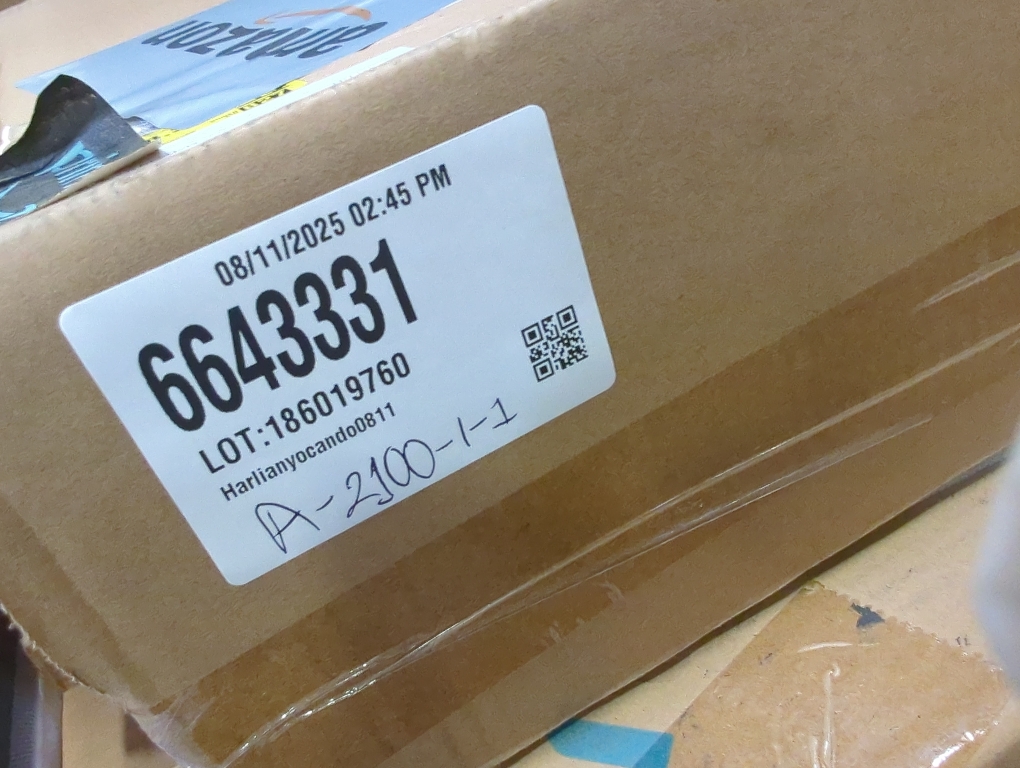 amazon
08/11/2025 02:45 PM
6643331
LOT:186019760
Harlianyocando0811
A-2100-1-1